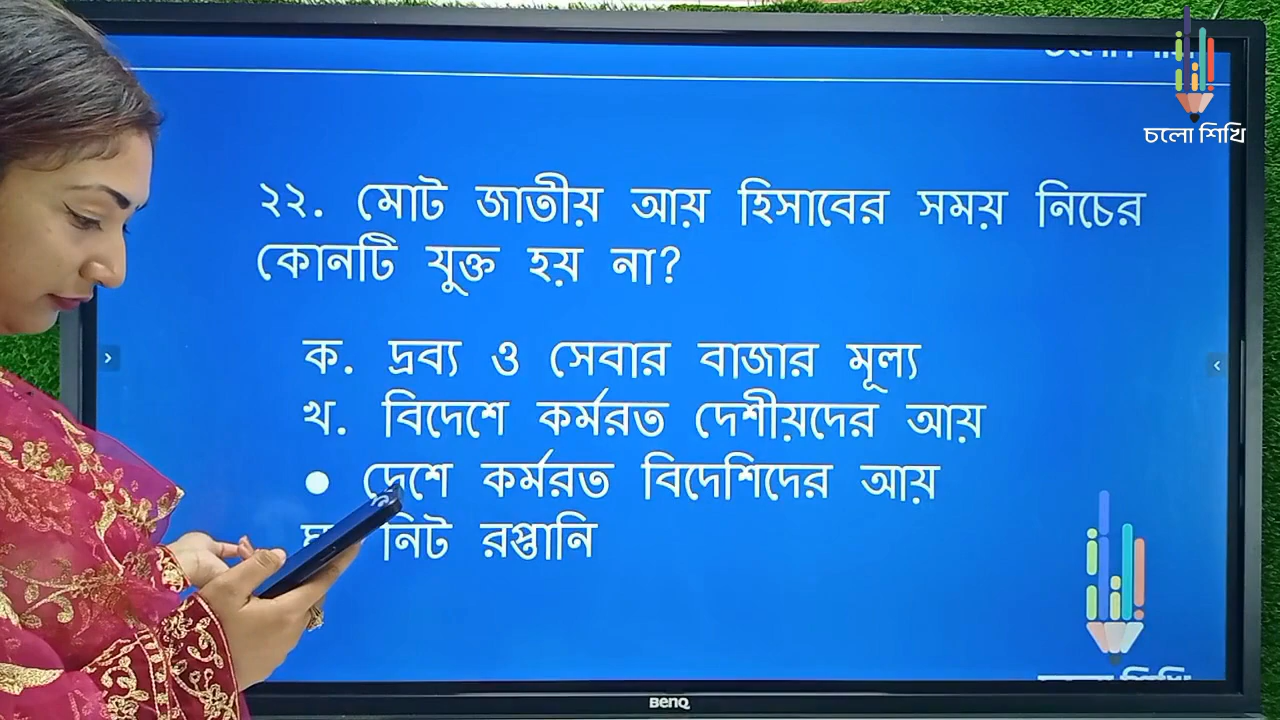 চলো শিখি
২২. মোট জাতীয় আয় হিসাবের সময় নিচের
কোনটি যুক্ত হয় না?
ক. দ্রব্য ও সেবার বাজার মূল্য
খ. বিদেশে কর্মরত দেশীয়দের আয়
● দেশে কর্মরত বিদেশিদের আয়
নিট রপ্তানি
BenQ